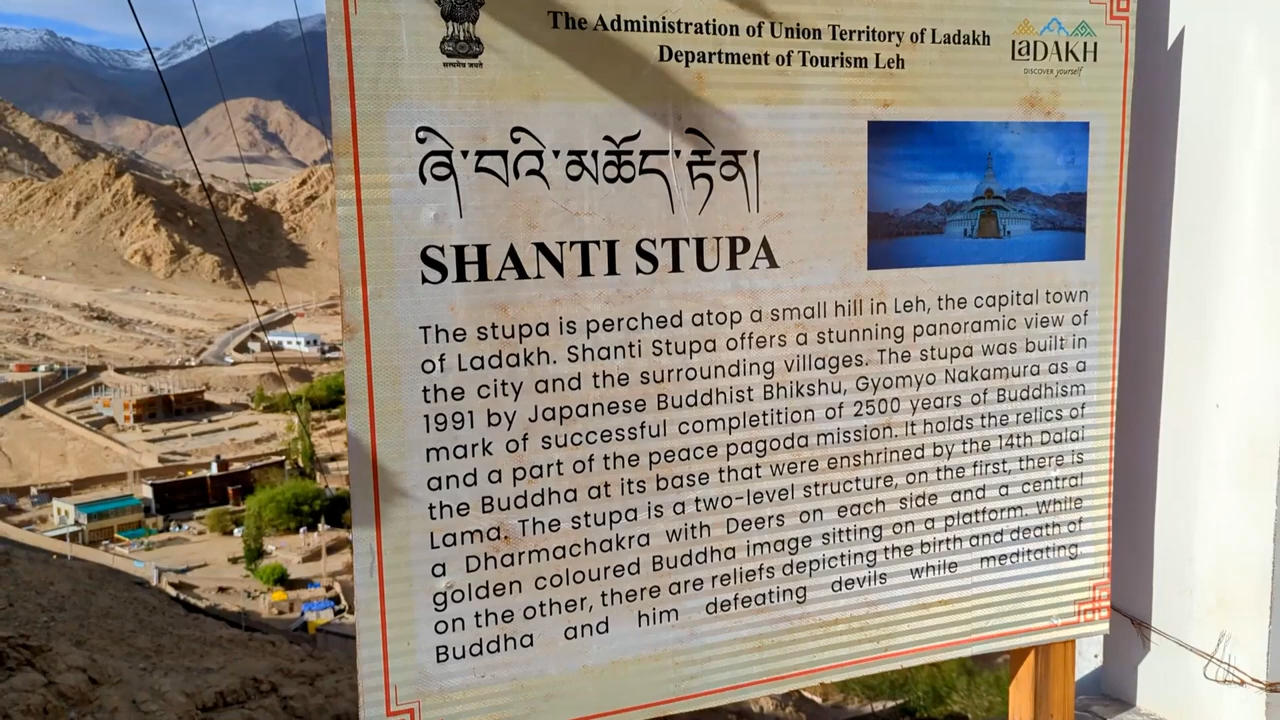 The Administration of Union Territory of Ladakh
Department of Tourism Leh
सत्यमेव जयते
LaDAKH
DISCOVER yourself
ཞི་བའི་མཆོད་རྟེན།
SHANTI STUPA
The stupa is perched atop a small hill in Leh, the capital town
of Ladakh. Shanti Stupa offers a stunning panoramic view of
the city and the surrounding villages. The stupa was built in
1991 by Japanese Buddhist Bhikshu, Gyomyo Nakamura as a
mark of successful completition of 2500 years of Buddhism
and a part of the peace pagoda mission. It holds the relics of
the Buddha at its base that were enshrined by the 14th Dalai
Lama. The stupa is a two-level structure, on the first, there is
a Dharmachakra with Deers on each side and a central
golden coloured Buddha image sitting on a platform. While
on the other, there are reliefs depicting the birth and death of
Buddha and him defeating devils while meditating.